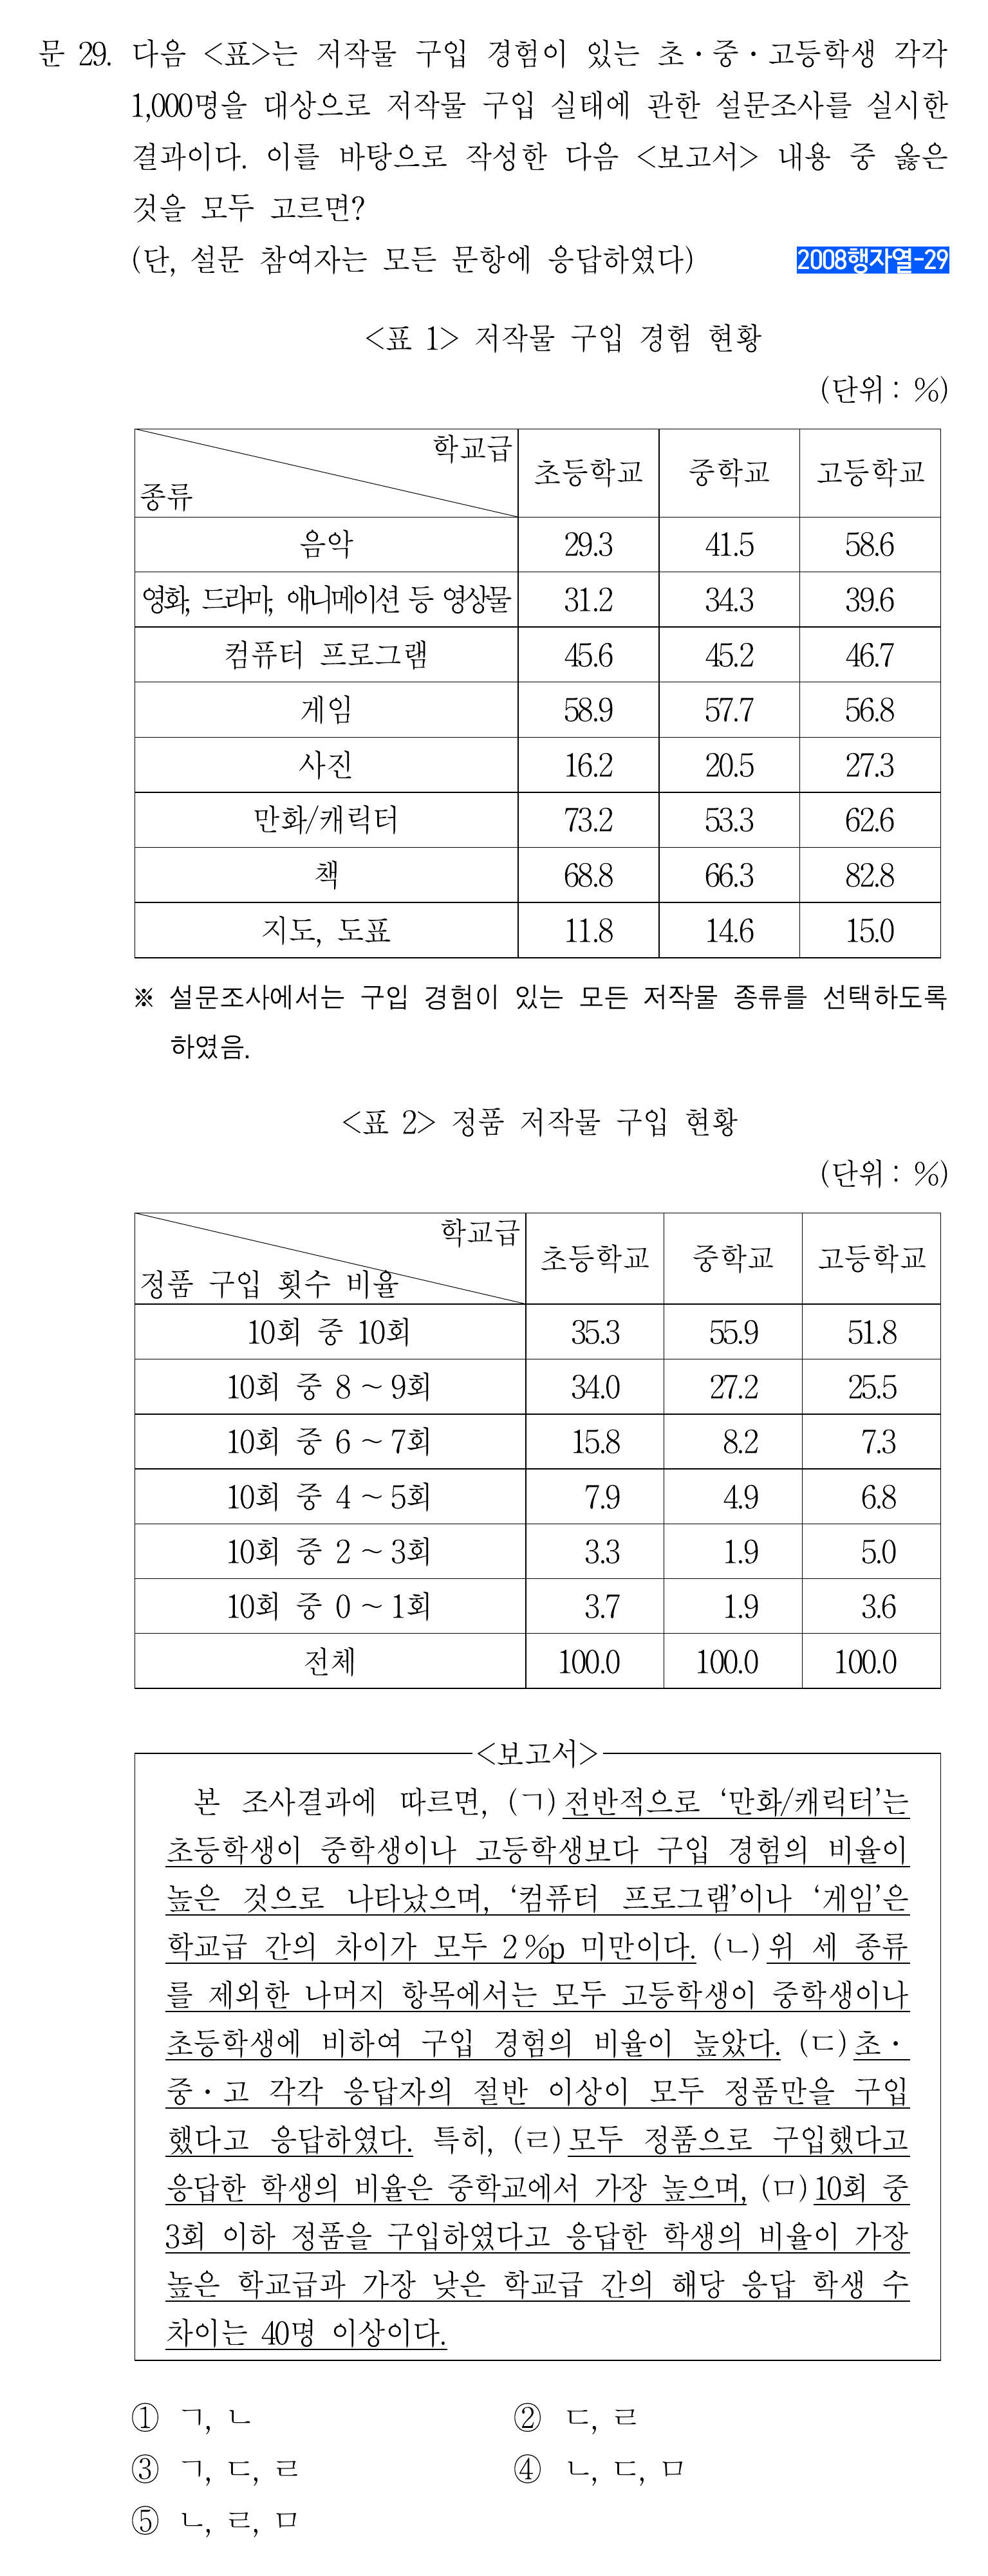 문 29. 다음 <표>는 저작물 구입 경험이 있는 초·중·고등학생 각각
1,000명을 대상으로 저작물 구입 실태에 관한 설문조사를 실시한
결과이다. 이를 바탕으로 작성한 다음 <보고서> 내용 중 옳은
것을 모두 고르면?
(단, 설문 참여자는 모든 문항에 응답하였다) 2008행자열-29
<표 1> 저작물 구입 경험 현황
(단위 : %)
학교급
종류
초등학교 중학교 고등학교
음악 29.3 41.5 58.6
영화, 드라마, 애니메이션 등 영상물 31.2 34.3 39.6
컴퓨터 프로그램 45.6 45.2 46.7
게임 58.9 57.7 56.8
사진 16.2 20.5 27.3
만화/캐릭터 73.2 53.3 62.6
책 68.8 66.3 82.8
지도, 도표 11.8 14.6 15.0
※ 설문조사에서는 구입 경험이 있는 모든 저작물 종류를 선택하도록
하였음.
<표 2> 정품 저작물 구입 현황
(단위 : %)
학교급
정품 구입 횟수 비율
초등학교 중학교 고등학교
10회 중 10회 35.3 55.9 51.8
10회 중 8 ~ 9회 34.0 27.2 25.5
10회 중 6 ~ 7회 15.8 8.2 7.3
10회 중 4 ~ 5회 7.9 4.9 6.8
10회 중 2 ~ 3회 3.3 1.9 5.0
10회 중 0 ~ 1회 3.7 1.9 3.6
전체 100.0 100.0 100.0
<보고서>
본 조사결과에 따르면, (ㄱ) 전반적으로 ‘만화/캐릭터’는
초등학생이 중학생이나 고등학생보다 구입 경험의 비율이
높은 것으로 나타났으며, ‘컴퓨터 프로그램’이나 ‘게임’은
학교급 간의 차이가 모두 2 %p 미만이다. (ㄴ) 위 세 종류
를 제외한 나머지 항목에서는 모두 고등학생이 중학생이나
초등학생에 비하여 구입 경험의 비율이 높았다. (ㄷ) 초·
중·고 각각 응답자의 절반 이상이 모두 정품만을 구입
했다고 응답하였다. 특히, (ㄹ) 모두 정품으로 구입했다고
응답한 학생의 비율은 중학교에서 가장 높으며, (ㅁ) 10회 중
3회 이하 정품을 구입하였다고 응답한 학생의 비율이 가장
높은 학교급과 가장 낮은 학교급 간의 해당 응답 학생 수
차이는 40명 이상이다.
① ㄱ, ㄴ ② ㄷ, ㄹ
③ ㄱ, ㄷ, ㄹ ④ ㄴ, ㄷ, ㅁ
⑤ ㄴ, ㄹ, ㅁ